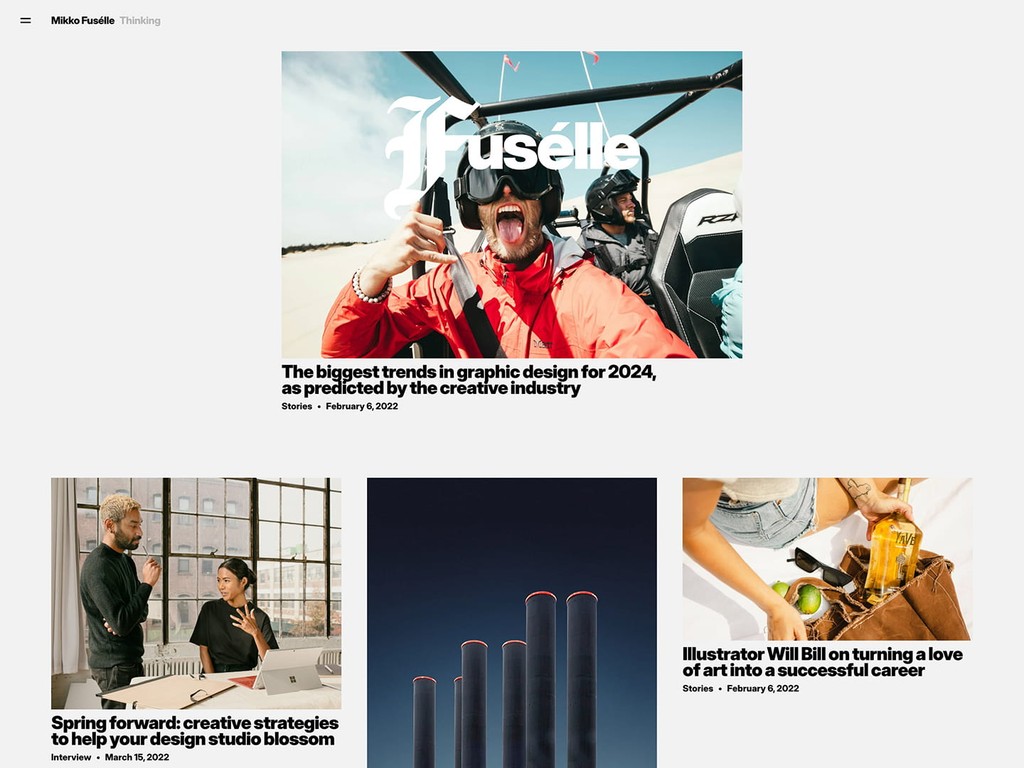 Mikko Fusélle Thinking
Fusélle
RZR
The biggest trends in graphic design for 2024,
as predicted by the creative industry
Stories • February 6, 2022
YAVE
Spring forward: creative strategies
to help your design studio blossom
Interview • March 15, 2022
Illustrator Will Bill on turning a love
of art into a successful career
Stories • February 6, 2022